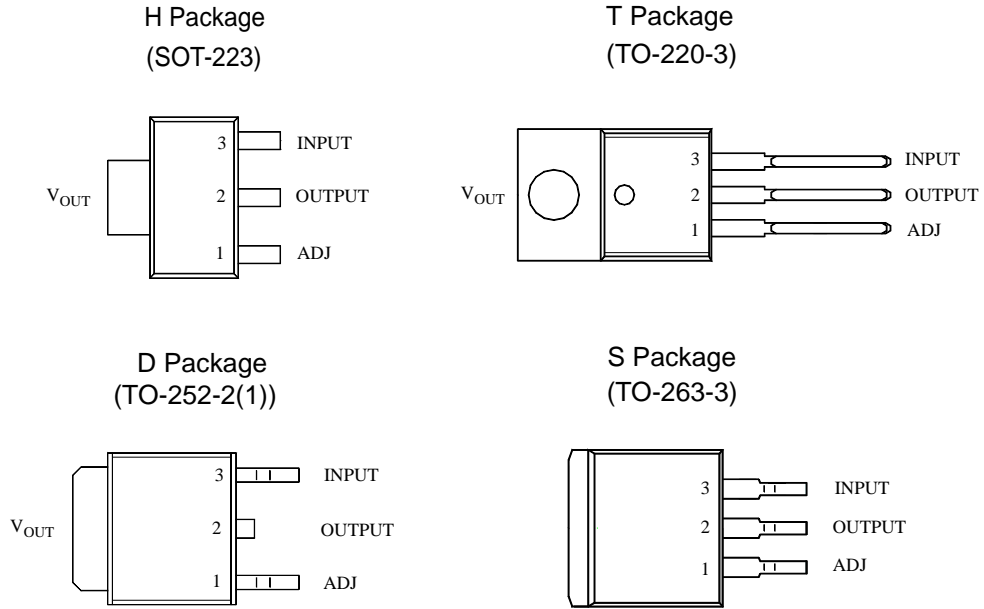 H Package
(SOT-223)
3 INPUT
V_OUT 2 OUTPUT
1 ADJ
T Package
(TO-220-3)
3 INPUT
V_OUT 2 OUTPUT
1 ADJ
D Package
(TO-252-2(1))
3 INPUT
V_OUT 2 OUTPUT
1 ADJ
S Package
(TO-263-3)
3 INPUT
2 OUTPUT
1 ADJ